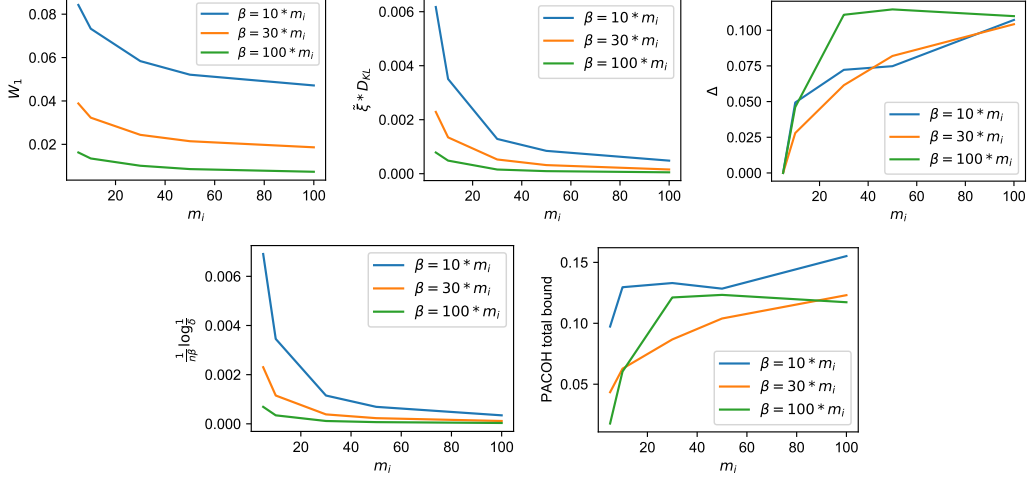 W₁
0.08
0.06
0.04
0.02
β = 10 * mᵢ
β = 30 * mᵢ
β = 100 * mᵢ
20 40 60 80 100
mᵢ
ξ̃ * D_KL
0.006
0.004
0.002
0.000
β = 10 * mᵢ
β = 30 * mᵢ
β = 100 * mᵢ
20 40 60 80 100
mᵢ
Δ
0.100
0.075
0.050
0.025
0.000
β = 10 * mᵢ
β = 30 * mᵢ
β = 100 * mᵢ
20 40 60 80 100
mᵢ
1/nβ log 1/δ
0.006
0.004
0.002
0.000
β = 10 * mᵢ
β = 30 * mᵢ
β = 100 * mᵢ
20 40 60 80 100
mᵢ
PACOH total bound
0.15
0.10
0.05
β = 10 * mᵢ
β = 30 * mᵢ
β = 100 * mᵢ
20 40 60 80 100
mᵢ